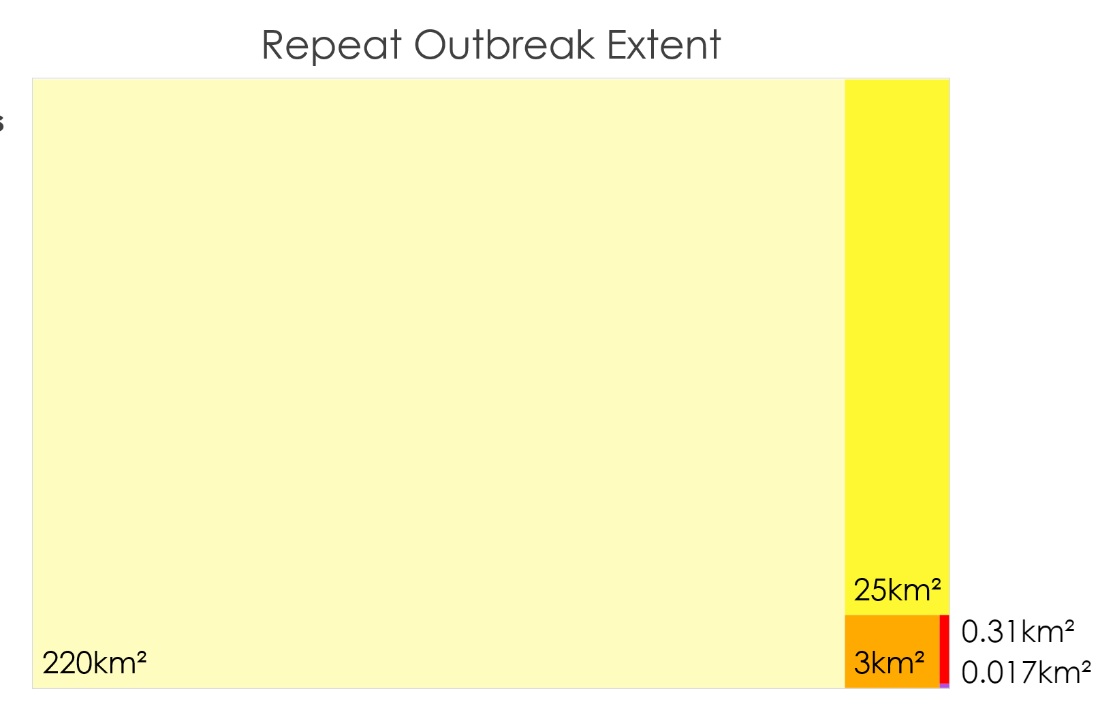 Repeat Outbreak Extent
s
25km²
0.31km²
220km²
3km²
0.017km²